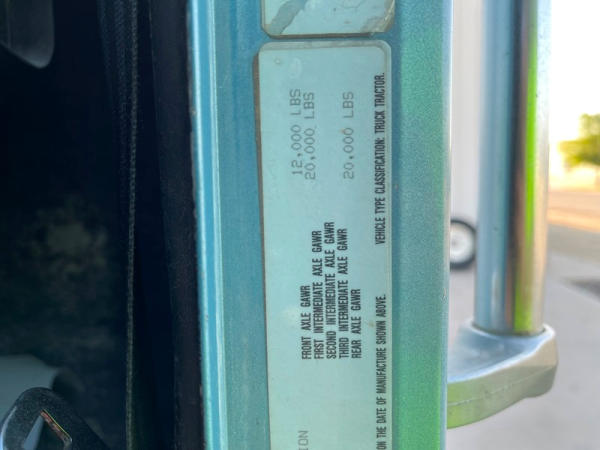 FRONT AXLE GAWR 12,000 LBS
FIRST INTERMEDIATE AXLE GAWR 20,000 LBS
SECOND INTERMEDIATE AXLE GAWR
THIRD INTERMEDIATE AXLE GAWR
REAR AXLE GAWR 20,000 LBS
ON THE DATE OF MANUFACTURE SHOWN ABOVE. VEHICLE TYPE CLASSIFICATION: TRUCK TRACTOR.